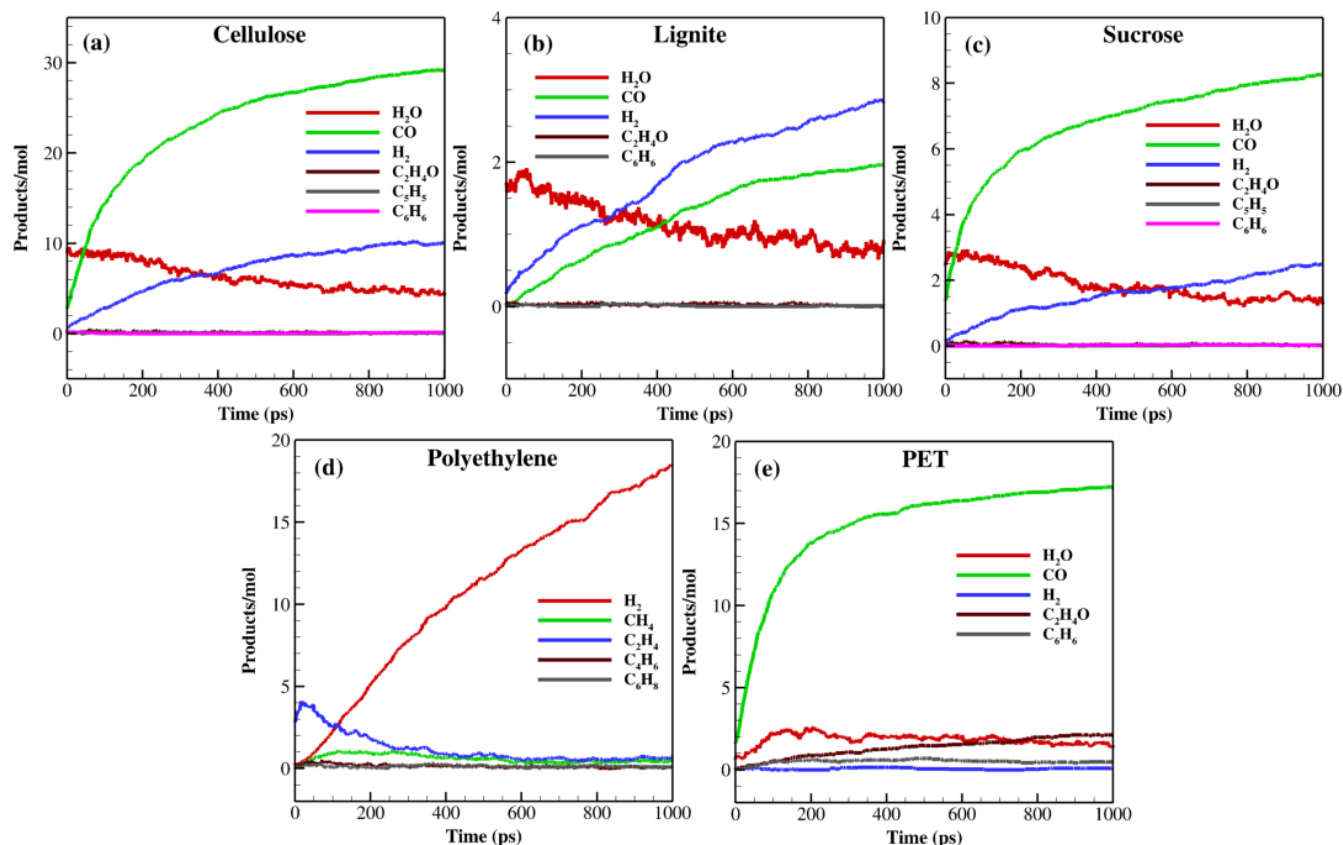 (a) Cellulose
Products/mol
30
20
10
0
H₂O
CO
H₂
C₂H₄O
C₅H₅
C₆H₆
0 200 400 600 800 1000
Time (ps)
(b) Lignite
Products/mol
4
2
0
H₂O
CO
H₂
C₂H₄O
C₆H₆
0 200 400 600 800 1000
Time (ps)
(c) Sucrose
Products/mol
10
8
6
4
2
0
H₂O
CO
H₂
C₂H₄O
C₅H₅
C₆H₆
0 200 400 600 800 1000
Time (ps)
(d) Polyethylene
Products/mol
20
15
10
5
0
H₂
CH₄
C₂H₄
C₄H₆
C₆H₈
0 200 400 600 800 1000
Time (ps)
(e) PET
Products/mol
20
15
10
5
0
H₂O
CO
H₂
C₂H₄O
C₆H₆
0 200 400 600 800 1000
Time (ps)